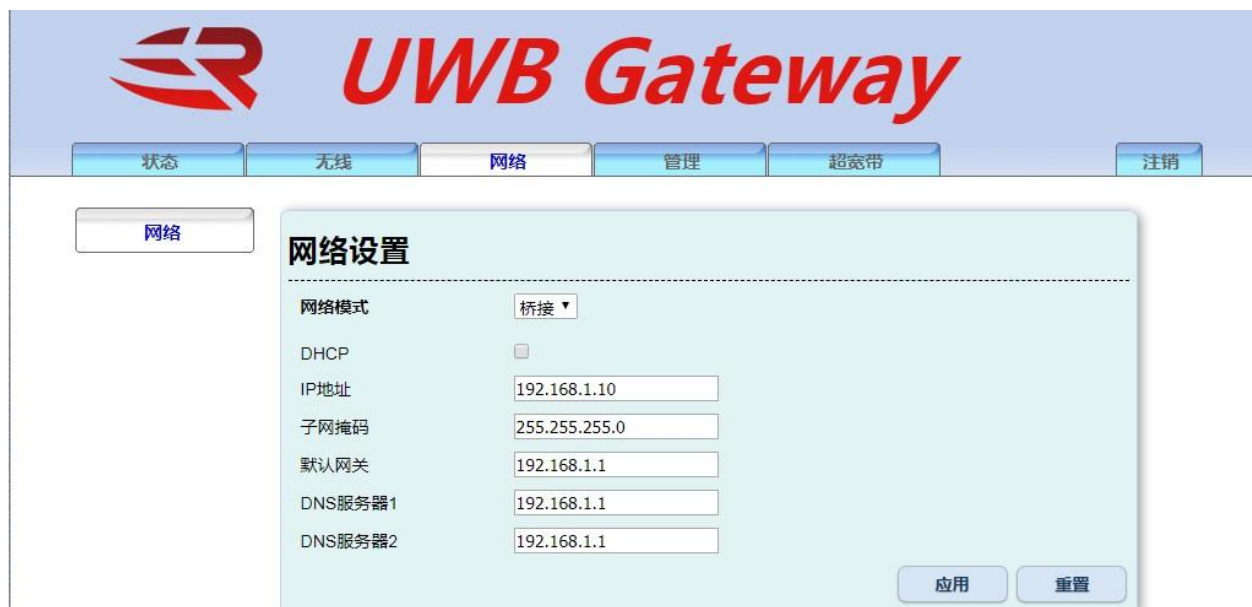 UWB Gateway
状态 无线 网络 管理 超宽带 注销
网络
网络设置
网络模式 桥接
DHCP
IP地址 192.168.1.10
子网掩码 255.255.255.0
默认网关 192.168.1.1
DNS服务器1 192.168.1.1
DNS服务器2 192.168.1.1
应用 重置